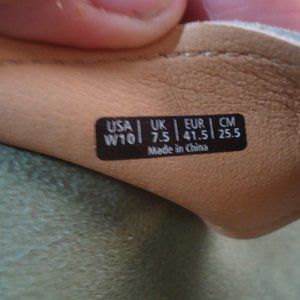 USA | UK | EUR | CM
W10 | 7.5 | 41.5 | 25.5
Made in China